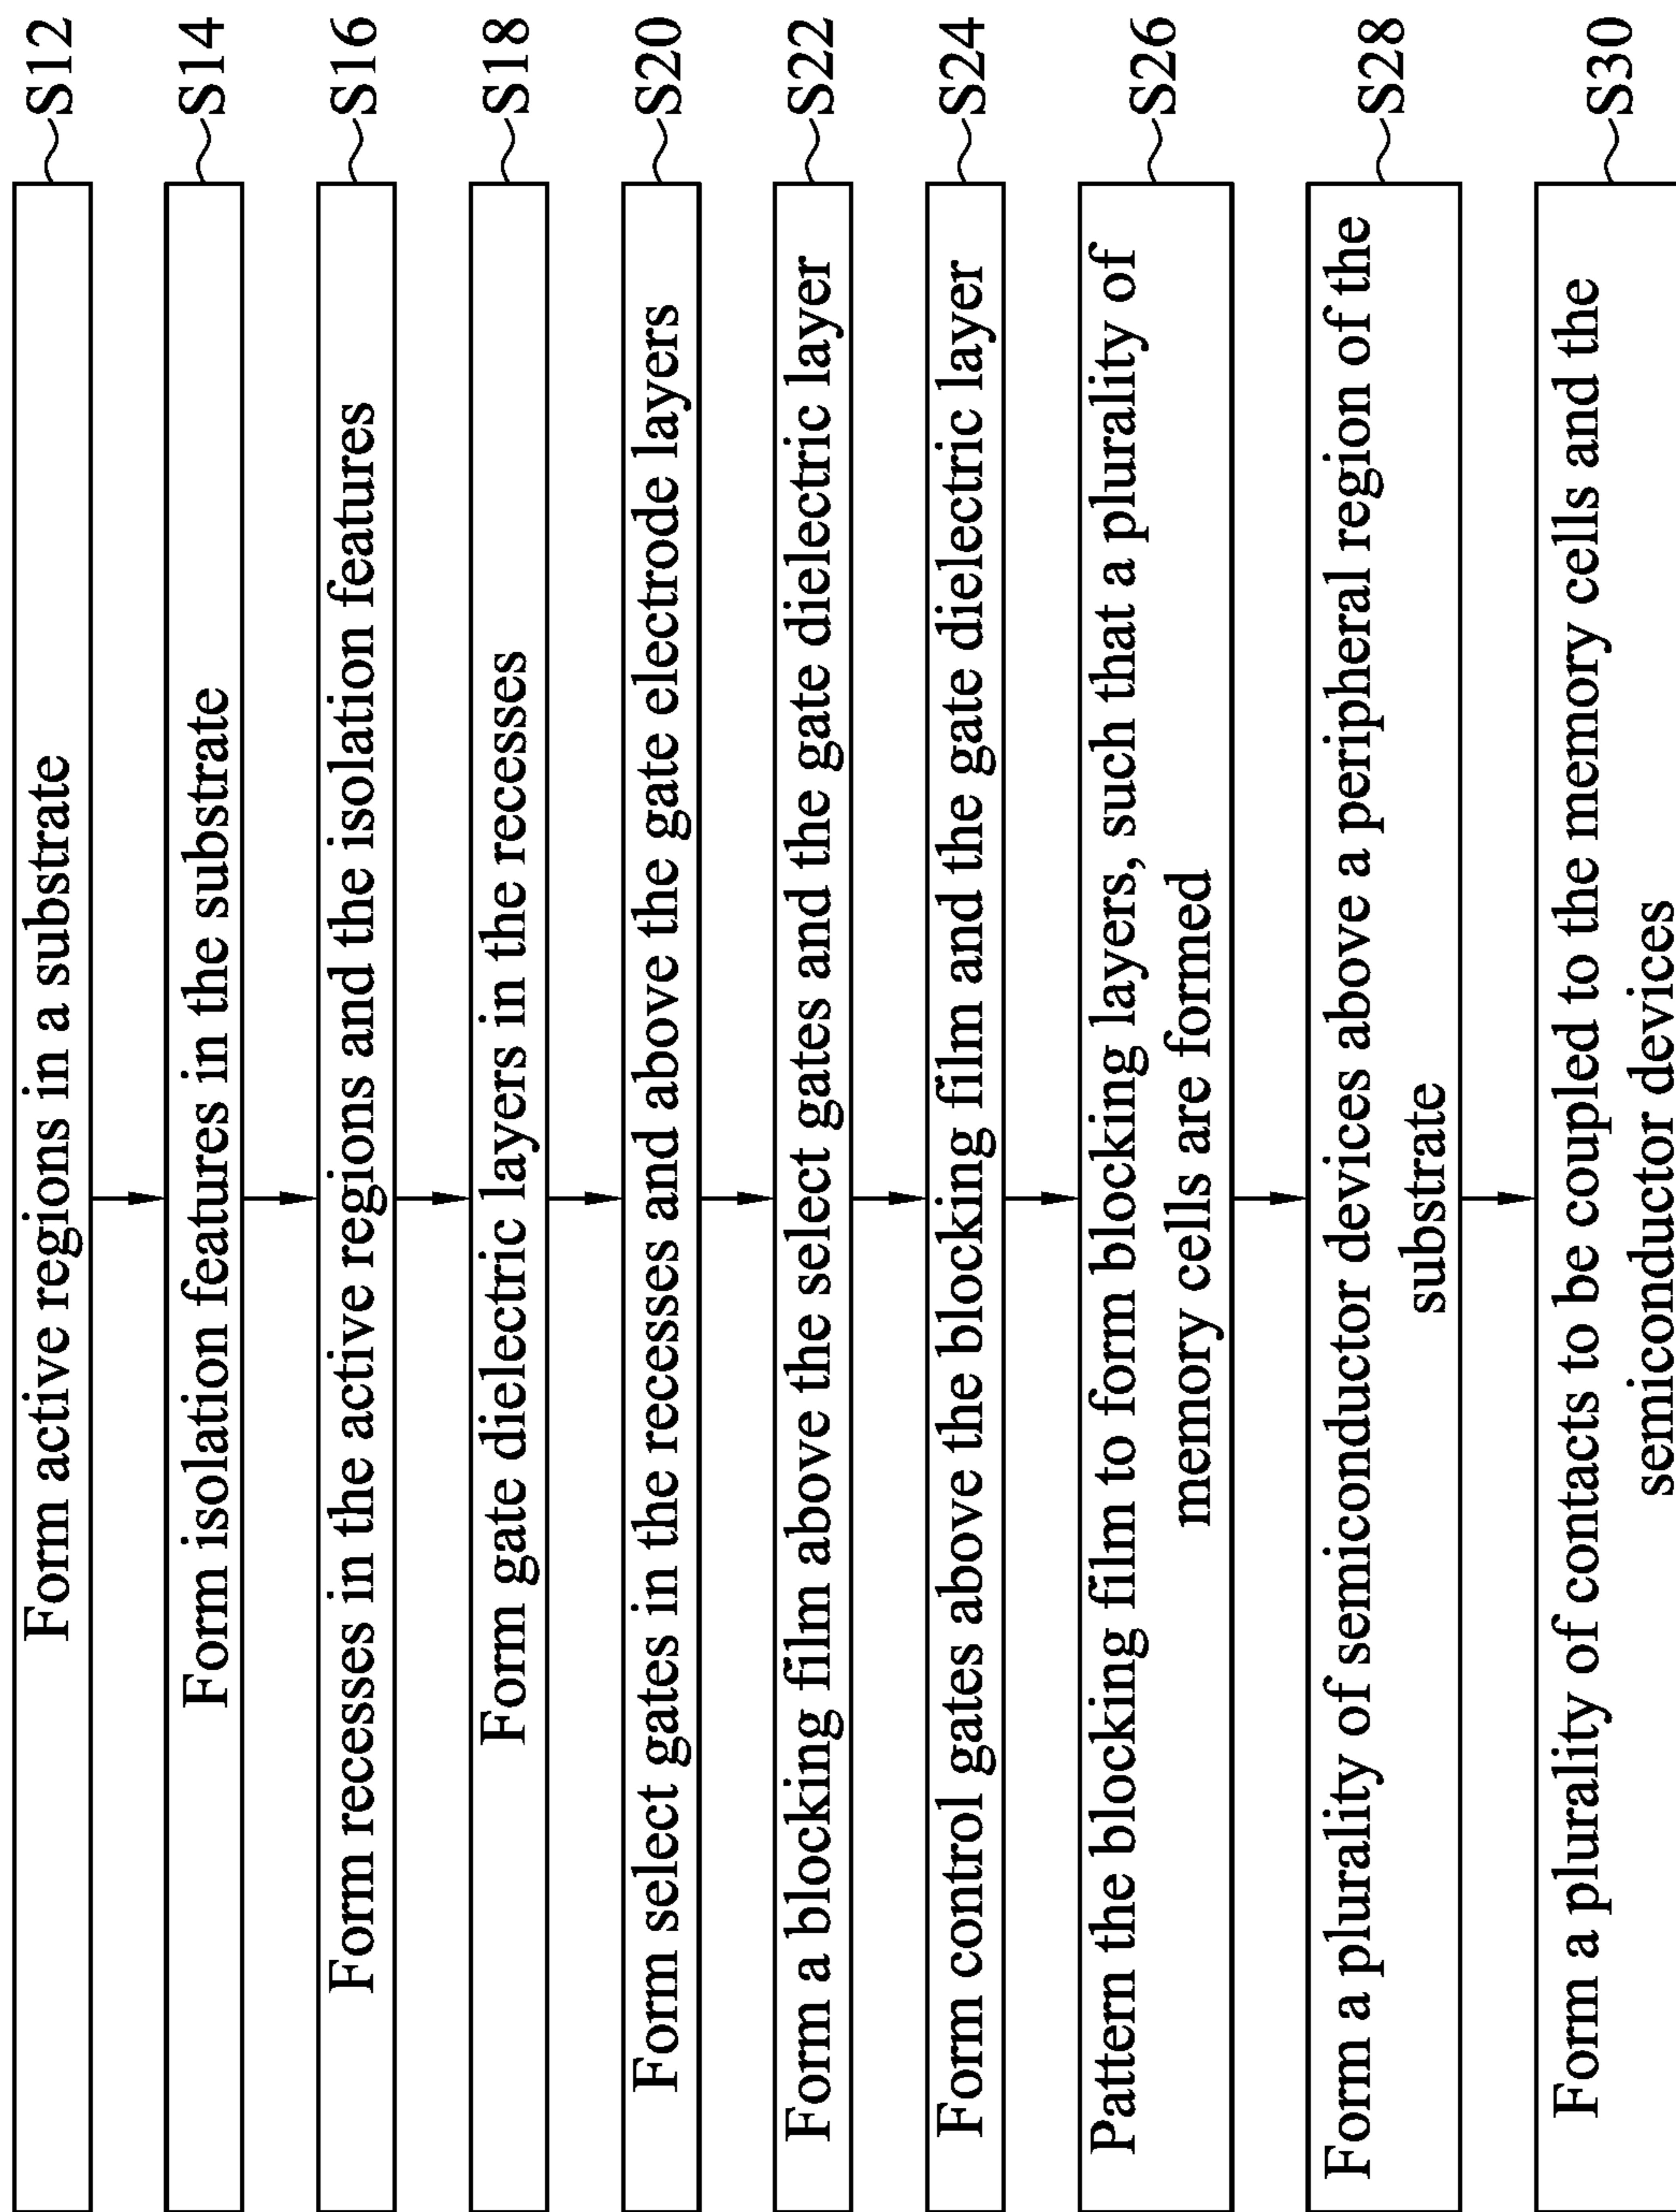 Form active regions in a substrate
S12
Form isolation features in the substrate
S14
Form recesses in the active regions and the isolation features
S16
Form gate dielectric layers in the recesses
S18
Form select gates in the recesses and above the gate electrode layers
S20
Form a blocking film above the select gates and the gate dielectric layer
S22
Form control gates above the blocking film and the gate dielectric layer
S24
Pattern the blocking film to form blocking layers, such that a plurality of
memory cells are formed
S26
Form a plurality of semiconductor devices above a peripheral region of the
substrate
S28
Form a plurality of contacts to be coupled to the memory cells and the
semiconductor devices
S30